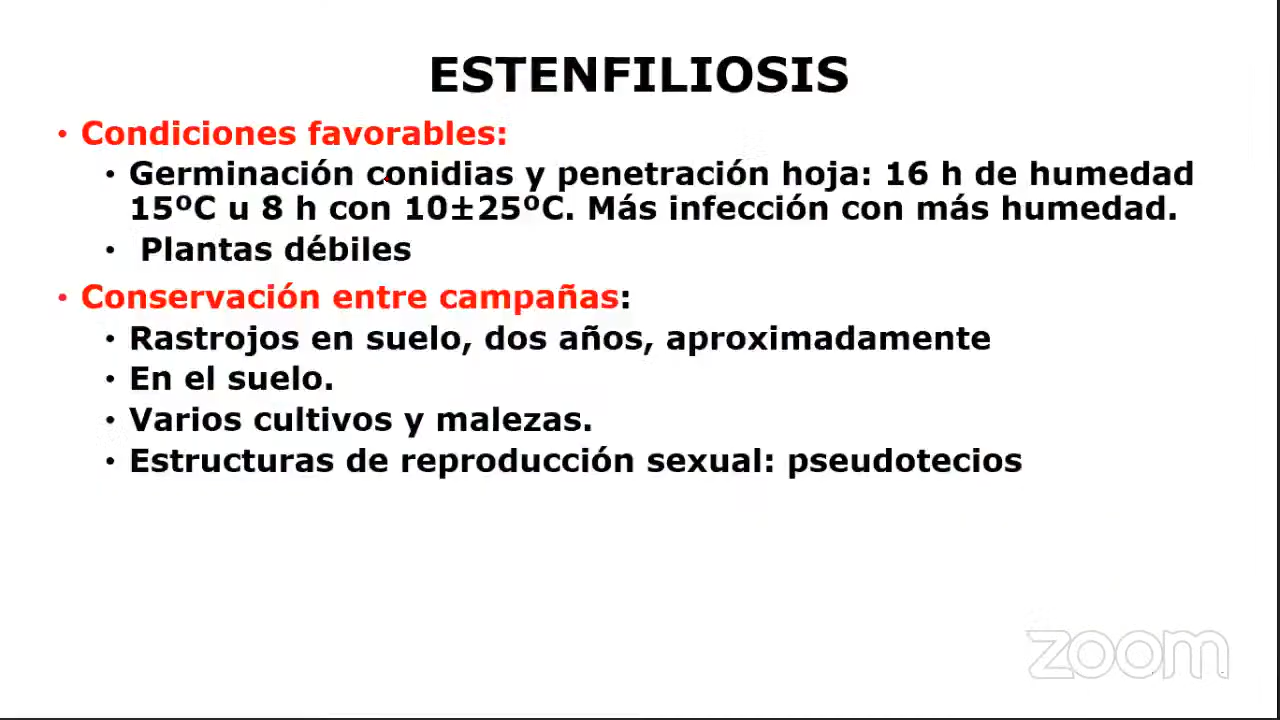 ESTENFILIOSIS
• Condiciones favorables:
• Germinación conidias y penetración hoja: 16 h de humedad
15ºC u 8 h con 10±25ºC. Más infección con más humedad.
• Plantas débiles
• Conservación entre campañas:
• Rastrojos en suelo, dos años, aproximadamente
• En el suelo.
• Varios cultivos y malezas.
• Estructuras de reproducción sexual: pseudotecios
zoom